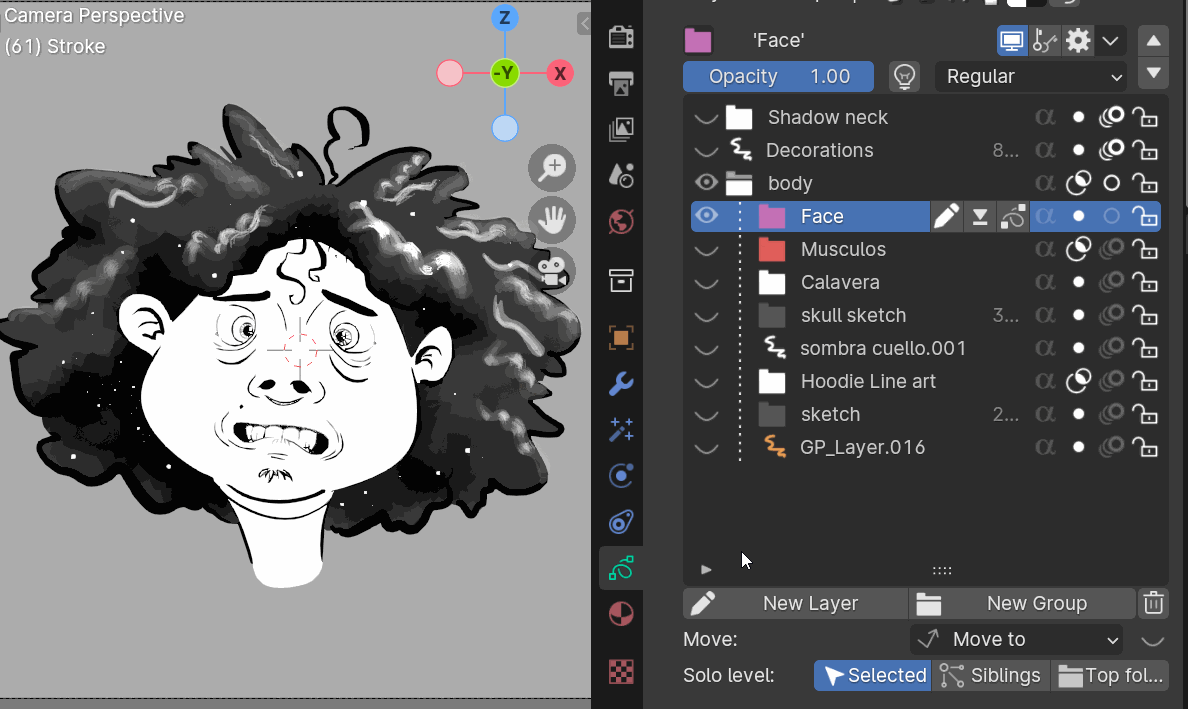 Camera Perspective
(61) Stroke
Z
-Y
X
'Face'
Opacity 1.00
Regular
Shadow neck
Decorations 8...
body
Face
Musculos
Calavera
skull sketch 3...
sombra cuello.001
Hoodie Line art
sketch 2...
GP_Layer.016
New Layer
New Group
Move:
Move to
Solo level:
Selected
Siblings
Top fol...